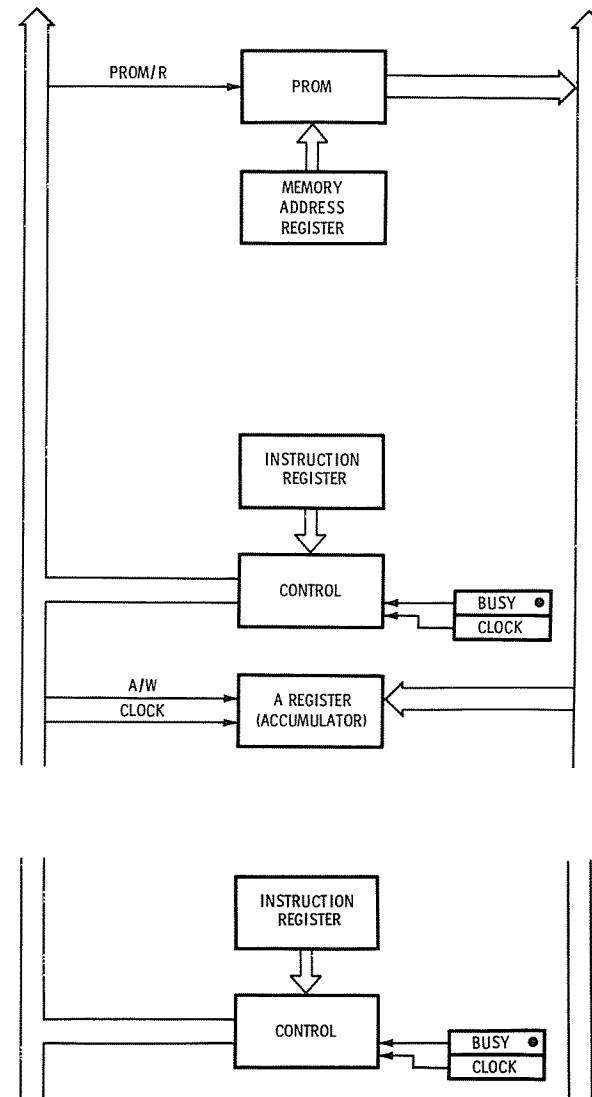 PROM/R
PROM
MEMORY
ADDRESS
REGISTER
INSTRUCTION
REGISTER
CONTROL
BUSY
CLOCK
A/W
CLOCK
A REGISTER
(ACCUMULATOR)
INSTRUCTION
REGISTER
CONTROL
BUSY
CLOCK